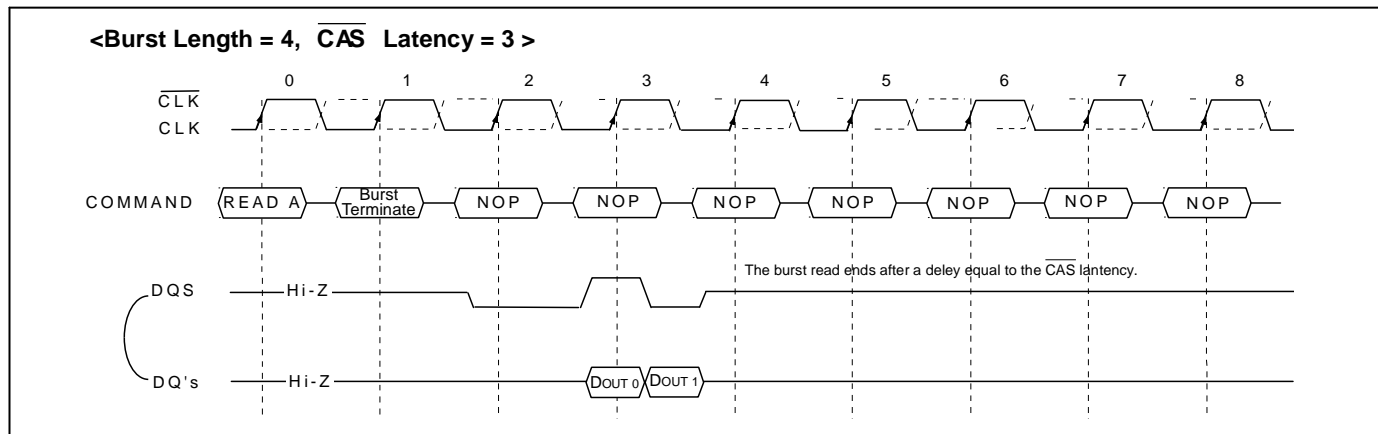 <Burst Length = 4, CAS Latency = 3 >
0 1 2 3 4 5 6 7 8
CLK
CLK
COMMAND READ A Burst Terminate NOP NOP NOP NOP NOP NOP NOP
The burst read ends after a deley equal to the CAS lantency.
DQS Hi-Z
DQ's Hi-Z DOUT 0 DOUT 1